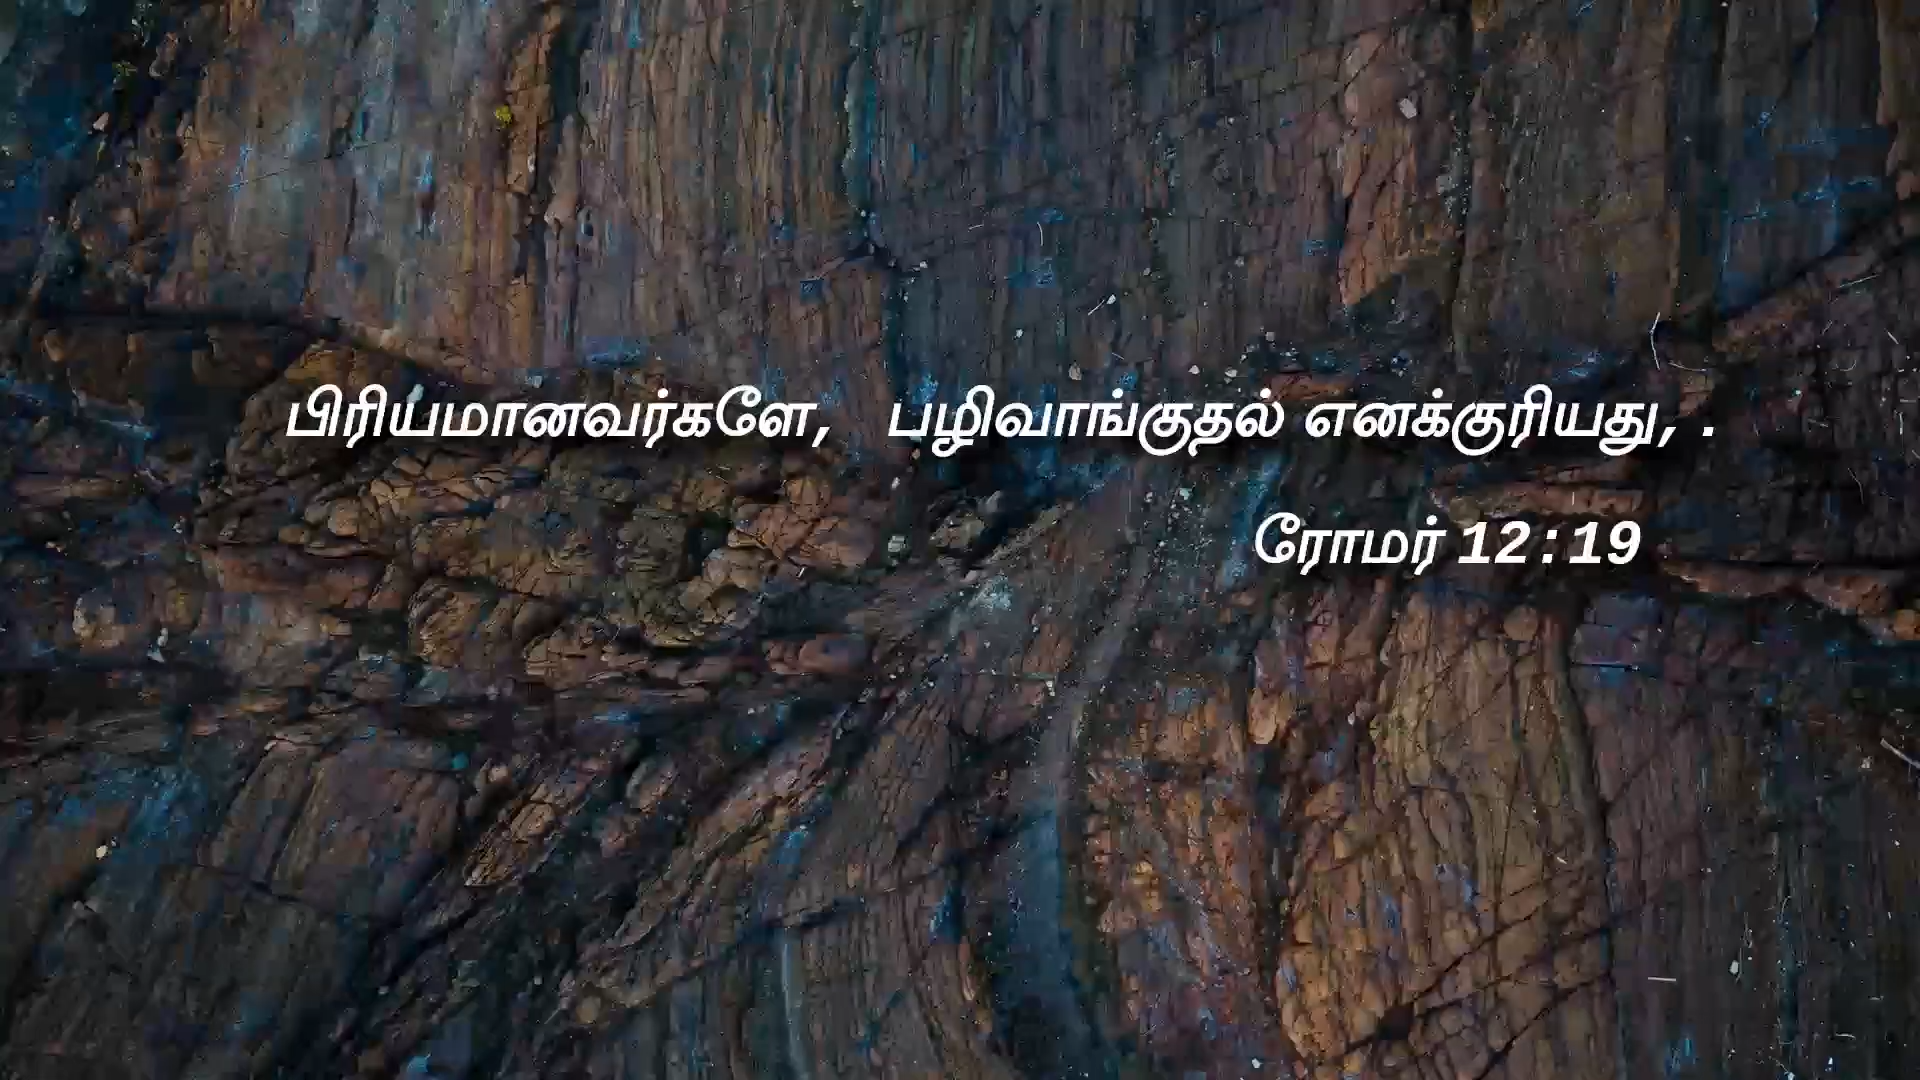 பிரியமானவர்களே, பழிவாங்குதல் எனக்குரியது, .
ரோமர் 12:19